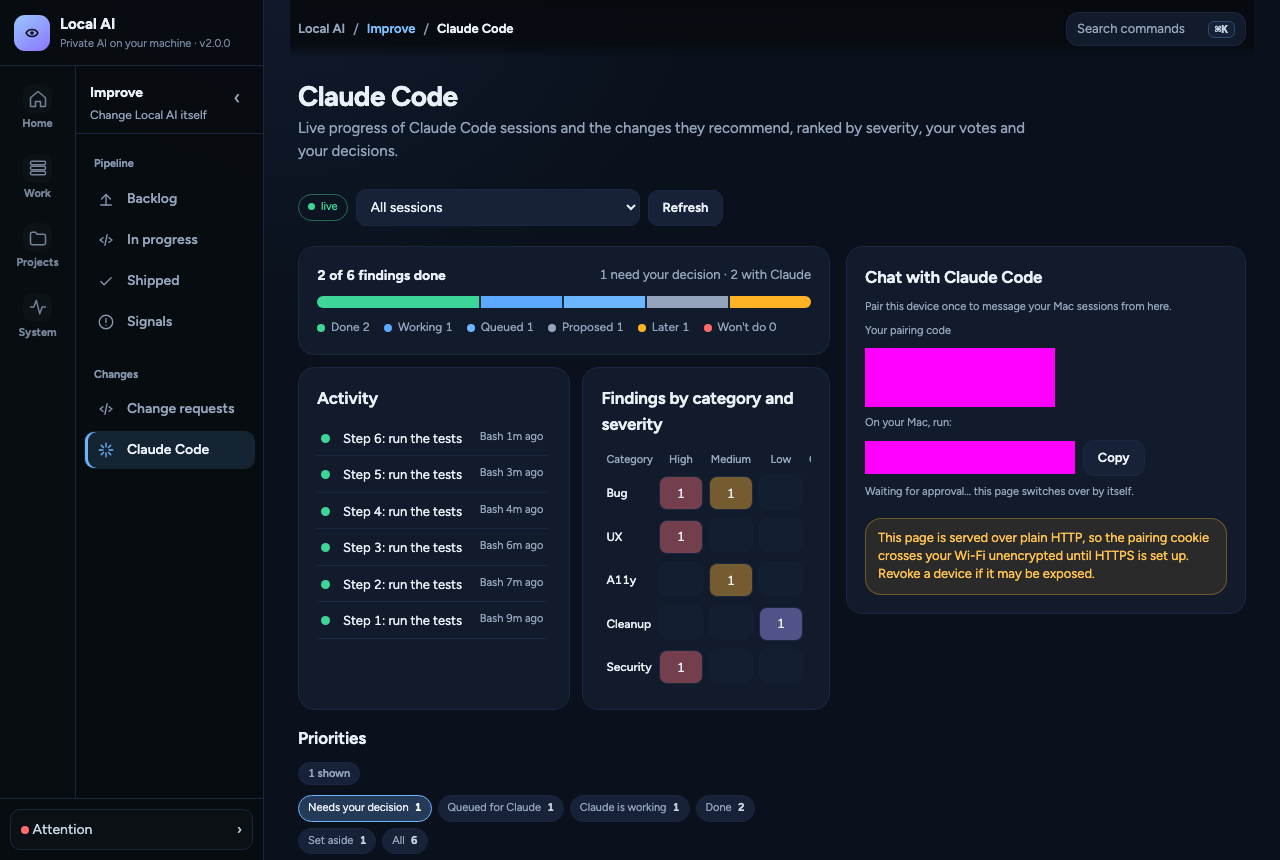 Local AI
Private AI on your machine · v2.0.0
Home
Work
Projects
System
Improve
Change Local AI itself
Pipeline
Backlog
In progress
Shipped
Signals
Changes
Change requests
Claude Code
Attention
Local AI / Improve / Claude Code
Search commands ⌘K
Claude Code
Live progress of Claude Code sessions and the changes they recommend, ranked by severity, your votes and
your decisions.
live
All sessions
Refresh
2 of 6 findings done
1 need your decision · 2 with Claude
Done 2
Working 1
Queued 1
Proposed 1
Later 1
Won't do 0
Activity
Step 6: run the tests Bash 1m ago
Step 5: run the tests Bash 3m ago
Step 4: run the tests Bash 4m ago
Step 3: run the tests Bash 6m ago
Step 2: run the tests Bash 7m ago
Step 1: run the tests Bash 9m ago
Findings by category and
severity
Category High Medium Low
Bug 1 1
UX 1
A11y 1
Cleanup 1
Security 1
Chat with Claude Code
Pair this device once to message your Mac sessions from here.
Your pairing code
On your Mac, run:
Copy
Waiting for approval… this page switches over by itself.
This page is served over plain HTTP, so the pairing cookie
crosses your Wi-Fi unencrypted until HTTPS is set up.
Revoke a device if it may be exposed.
Priorities
1 shown
Needs your decision 1
Queued for Claude 1
Claude is working 1
Done 2
Set aside 1
All 6